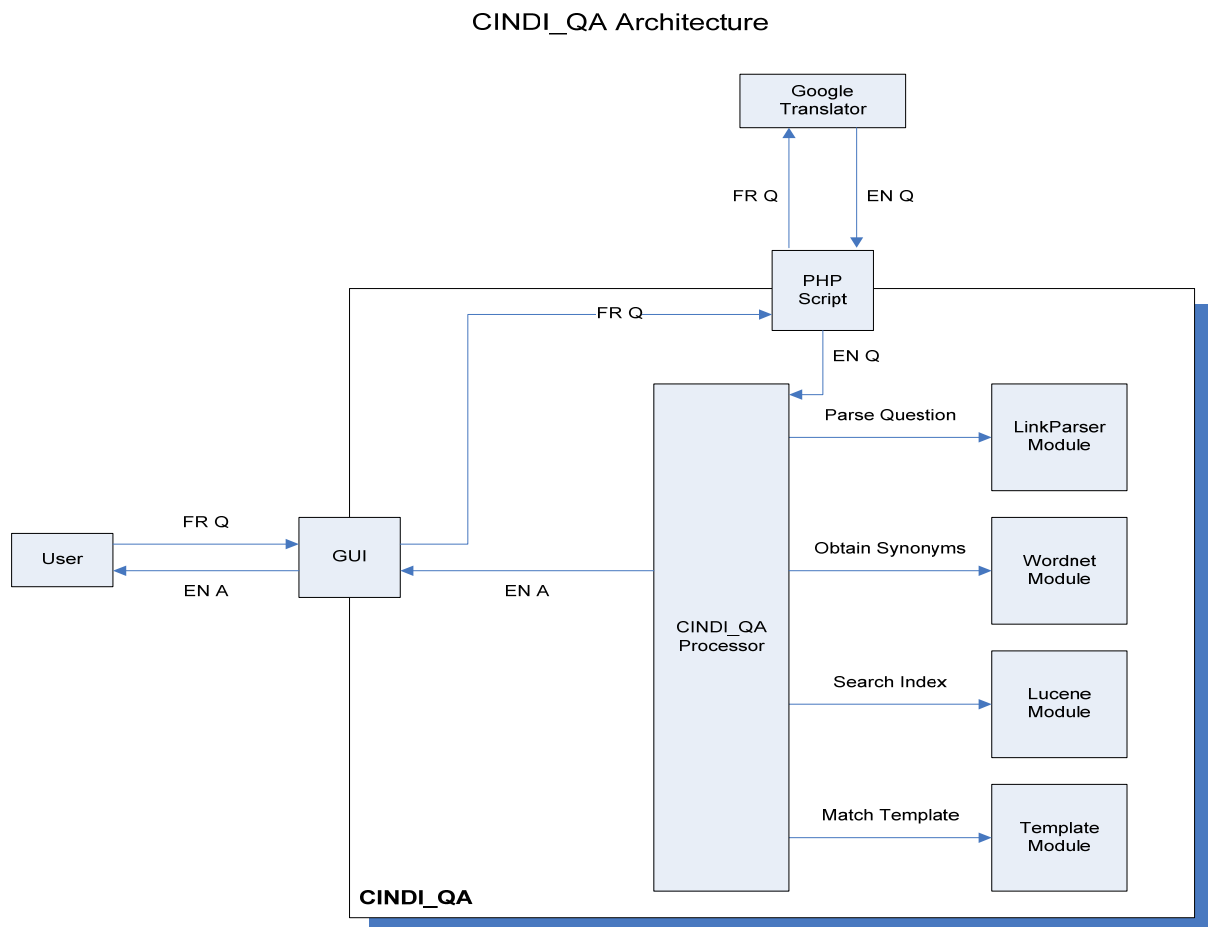 CINDI_QA Architecture
Google
Translator
FR Q
EN Q
PHP
Script
FR Q
EN Q
Parse Question
LinkParser
Module
FR Q
User
GUI
EN A
EN A
Obtain Synonyms
Wordnet
Module
CINDI_QA
Processor
Search Index
Lucene
Module
Match Template
Template
Module
CINDI_QA